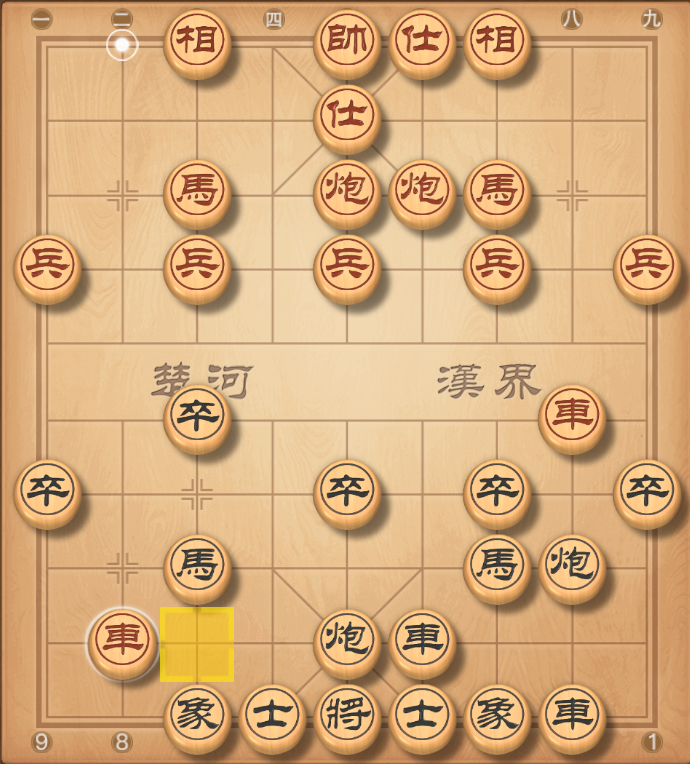 一 二 四 八 九
相 帥 仕 相
仕
馬 炮 炮 馬
兵 兵 兵 兵 兵
楚河 漢界
卒 車
卒 卒 卒 卒
馬 馬 炮
車 炮 車
象 士 將 士 象 車
9 8 1